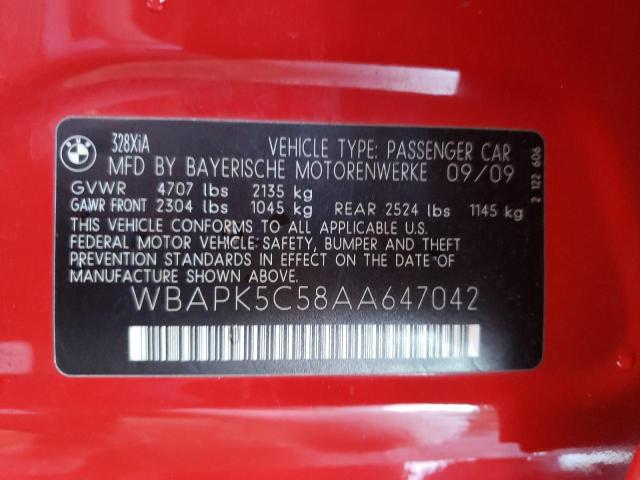 BMW
328XiA VEHICLE TYPE: PASSENGER CAR
MFD BY BAYERISCHE MOTORENWERKE 09/09
GVWR 4707 lbs 2135 kg
GAWR FRONT 2304 lbs 1045 kg REAR 2524 lbs 1145 kg
THIS VEHICLE CONFORMS TO ALL APPLICABLE U.S.
FEDERAL MOTOR VEHICLE SAFETY, BUMPER AND THEFT
PREVENTION STANDARDS IN EFFECT ON THE DATE OF
MANUFACTURE SHOWN ABOVE.
WBAPK5C58AA647042
2 122 606